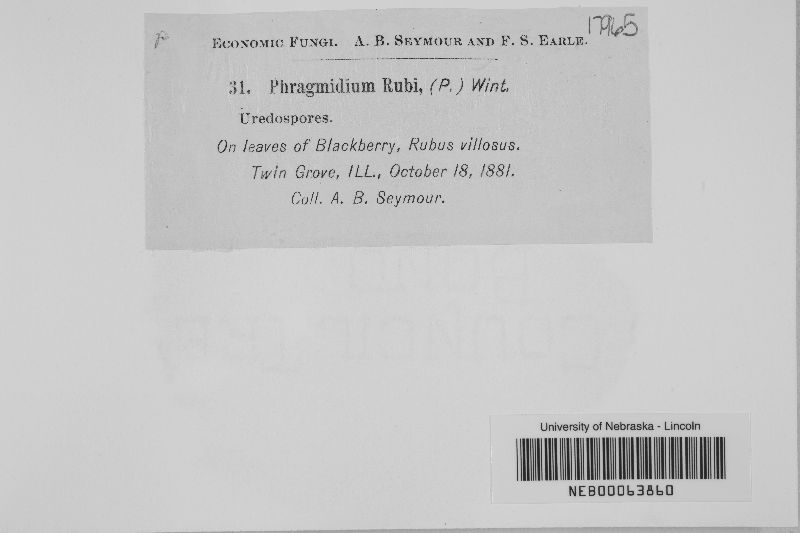 17965
P
ECONOMIC FUNGI. A. B. SEYMOUR AND F. S. EARLE.
31. Phragmidium Rubi, (P.) Wint.
Uredospores.
On leaves of Blackberry, Rubus villosus.
Twin Grove, ILL., October 18, 1881.
Coll. A. B. Seymour.
University of Nebraska - Lincoln
NEB00063860